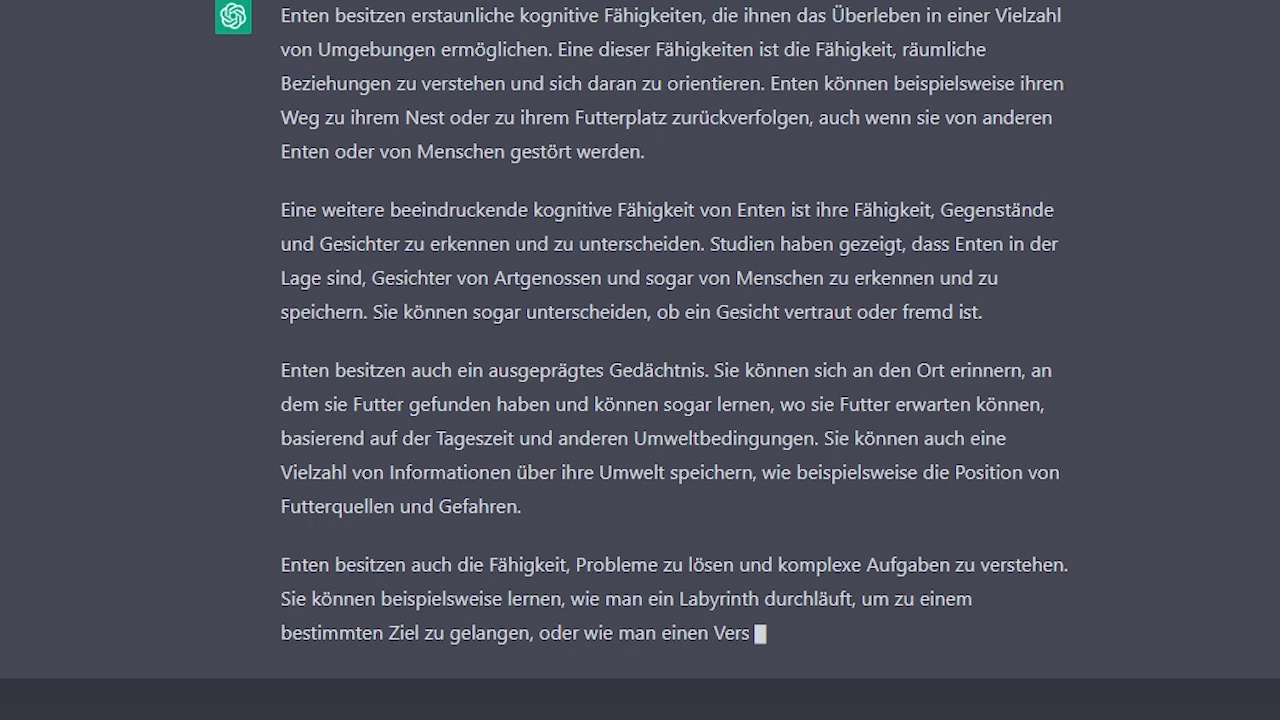 Enten besitzen erstaunliche kognitive Fähigkeiten, die ihnen das Überleben in einer Vielzahl
von Umgebungen ermöglichen. Eine dieser Fähigkeiten ist die Fähigkeit, räumliche
Beziehungen zu verstehen und sich daran zu orientieren. Enten können beispielsweise ihren
Weg zu ihrem Nest oder zu ihrem Futterplatz zurückverfolgen, auch wenn sie von anderen
Enten oder von Menschen gestört werden.
Eine weitere beeindruckende kognitive Fähigkeit von Enten ist ihre Fähigkeit, Gegenstände
und Gesichter zu erkennen und zu unterscheiden. Studien haben gezeigt, dass Enten in der
Lage sind, Gesichter von Artgenossen und sogar von Menschen zu erkennen und zu
speichern. Sie können sogar unterscheiden, ob ein Gesicht vertraut oder fremd ist.
Enten besitzen auch ein ausgeprägtes Gedächtnis. Sie können sich an den Ort erinnern, an
dem sie Futter gefunden haben und können sogar lernen, wo sie Futter erwarten können,
basierend auf der Tageszeit und anderen Umweltbedingungen. Sie können auch eine
Vielzahl von Informationen über ihre Umwelt speichern, wie beispielsweise die Position von
Futterquellen und Gefahren.
Enten besitzen auch die Fähigkeit, Probleme zu lösen und komplexe Aufgaben zu verstehen.
Sie können beispielsweise lernen, wie man ein Labyrinth durchläuft, um zu einem
bestimmten Ziel zu gelangen, oder wie man einen Vers